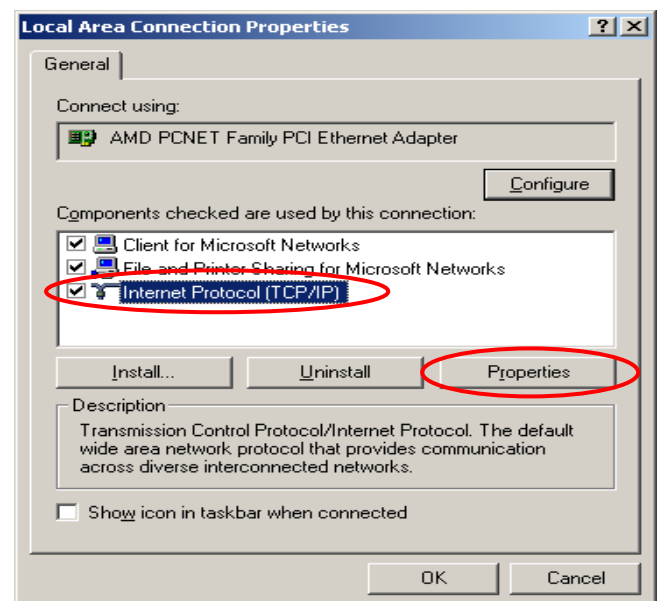 Local Area Connection Properties
General
Connect using:
AMD PCNET Family PCI Ethernet Adapter
Configure
Components checked are used by this connection:
Client for Microsoft Networks
File and Printer Sharing for Microsoft Networks
Internet Protocol (TCP/IP)
Install... Uninstall Properties
Description
Transmission Control Protocol/Internet Protocol. The default
wide area network protocol that provides communication
across diverse interconnected networks.
Show icon in taskbar when connected
OK Cancel